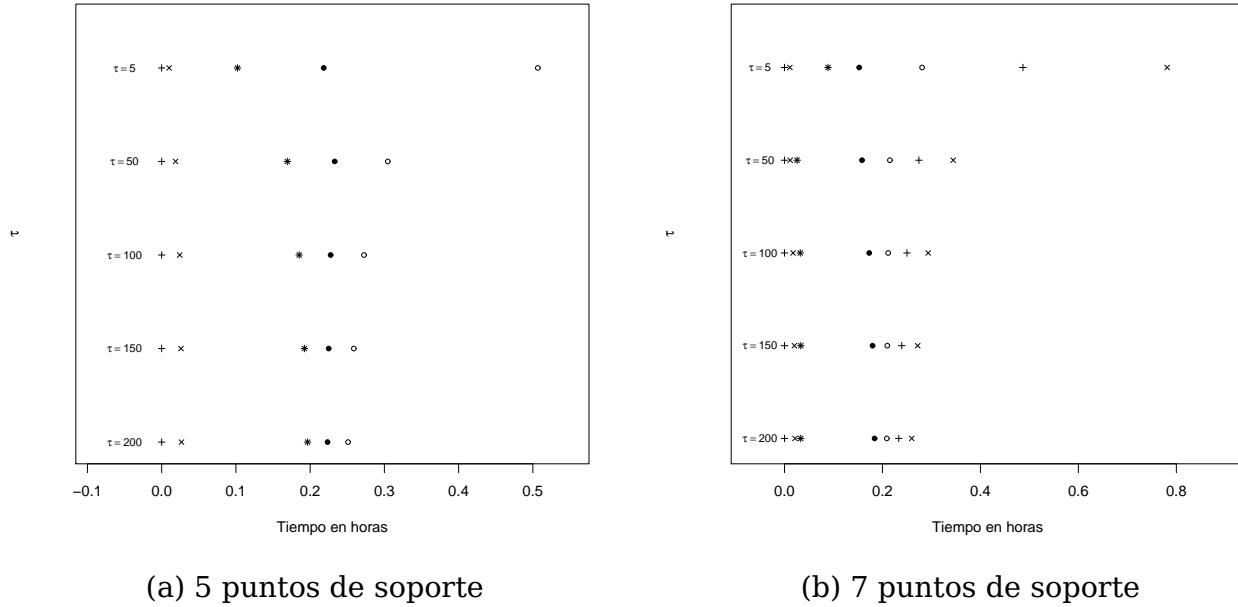 τ = 5
τ = 50
τ = 100
τ = 150
τ = 200
τ
−0.1 0.0 0.1 0.2 0.3 0.4 0.5
Tiempo en horas
(a) 5 puntos de soporte
τ = 5
τ = 50
τ = 100
τ = 150
τ = 200
τ
0.0 0.2 0.4 0.6 0.8
Tiempo en horas
(b) 7 puntos de soporte